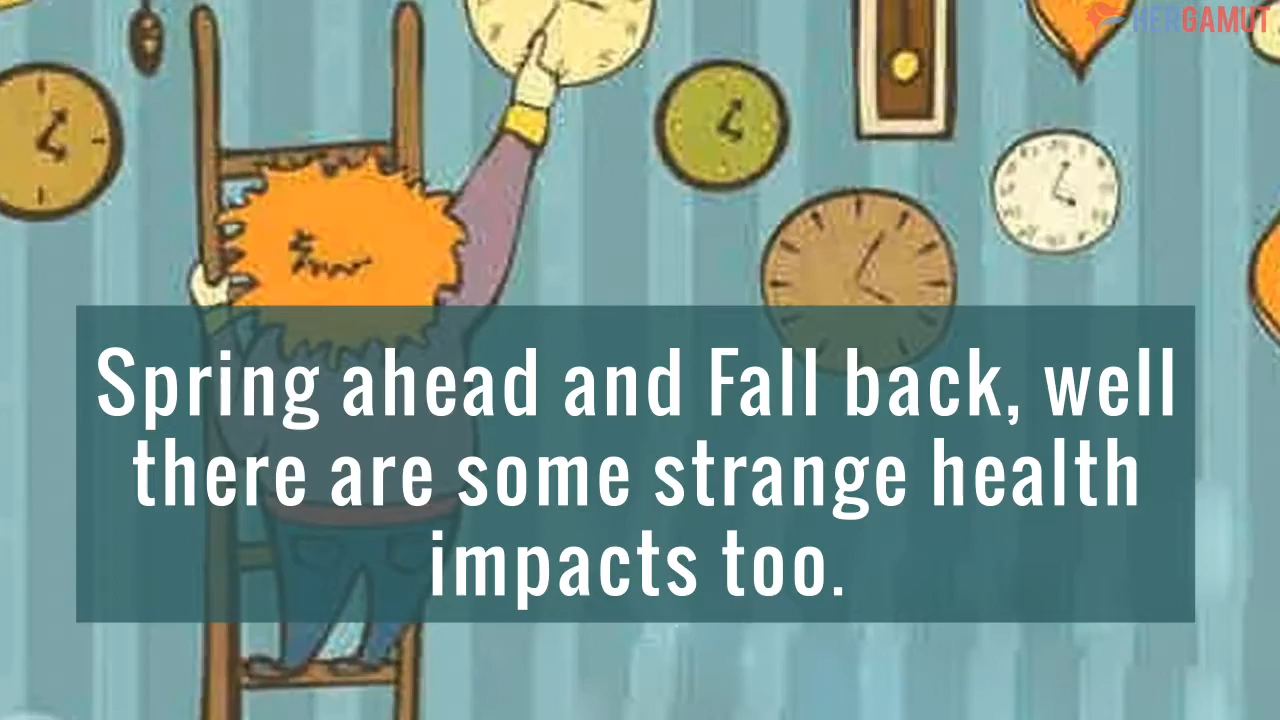 HERGAMUT
Spring ahead and Fall back, well
there are some strange health
impacts too.